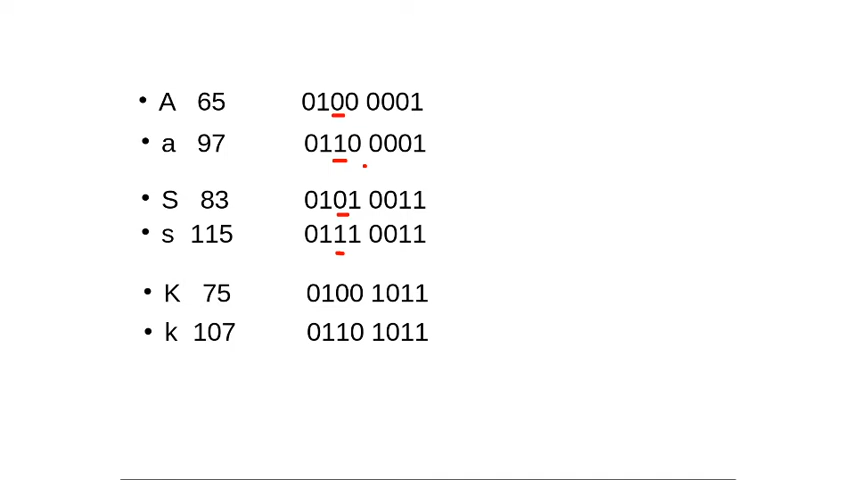 • A 65 0100 0001
• a 97 0110 0001
• S 83 0101 0011
• s 115 0111 0011
• K 75 0100 1011
• k 107 0110 1011